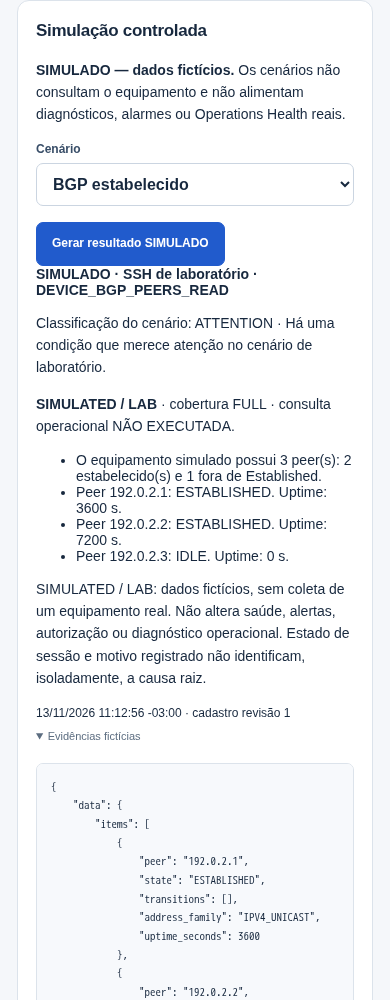 Simulação controlada
SIMULADO — dados fictícios. Os cenários não
consultam o equipamento e não alimentam
diagnósticos, alarmes ou Operations Health reais.
Cenário
BGP estabelecido
Gerar resultado SIMULADO
SIMULADO · SSH de laboratório ·
DEVICE_BGP_PEERS_READ
Classificação do cenário: ATTENTION · Há uma
condição que merece atenção no cenário de
laboratório.
SIMULATED / LAB · cobertura FULL · consulta
operacional NÃO EXECUTADA.
• O equipamento simulado possui 3 peer(s): 2
estabelecido(s) e 1 fora de Established.
• Peer 192.0.2.1: ESTABLISHED. Uptime:
3600 s.
• Peer 192.0.2.2: ESTABLISHED. Uptime:
7200 s.
• Peer 192.0.2.3: IDLE. Uptime: 0 s.
SIMULATED / LAB: dados fictícios, sem coleta de
um equipamento real. Não altera saúde, alertas,
autorização ou diagnóstico operacional. Estado de
sessão e motivo registrado não identificam,
isoladamente, a causa raiz.
13/11/2026 11:12:56 -03:00 · cadastro revisão 1
▼ Evidências fictícias
{
    "data": {
        "items": [
            {
                "peer": "192.0.2.1",
                "state": "ESTABLISHED",
                "transitions": [],
                "address_family": "IPV4_UNICAST",
                "uptime_seconds": 3600
            },
            {
                "peer": "192.0.2.2",